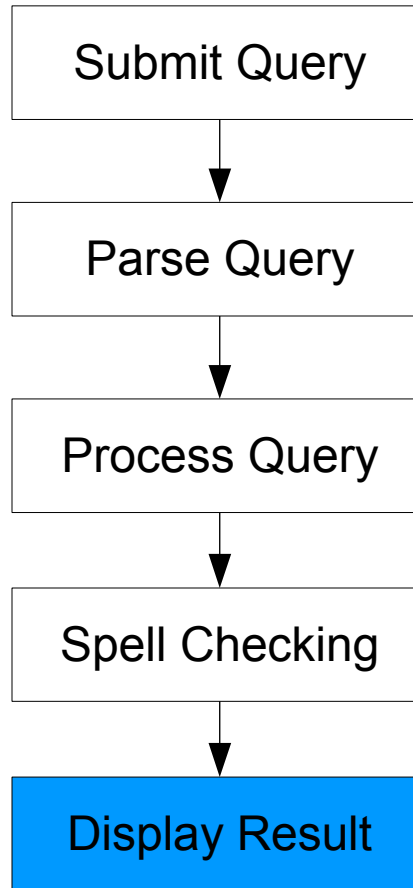 Submit Query
Parse Query
Process Query
Spell Checking
Display Result